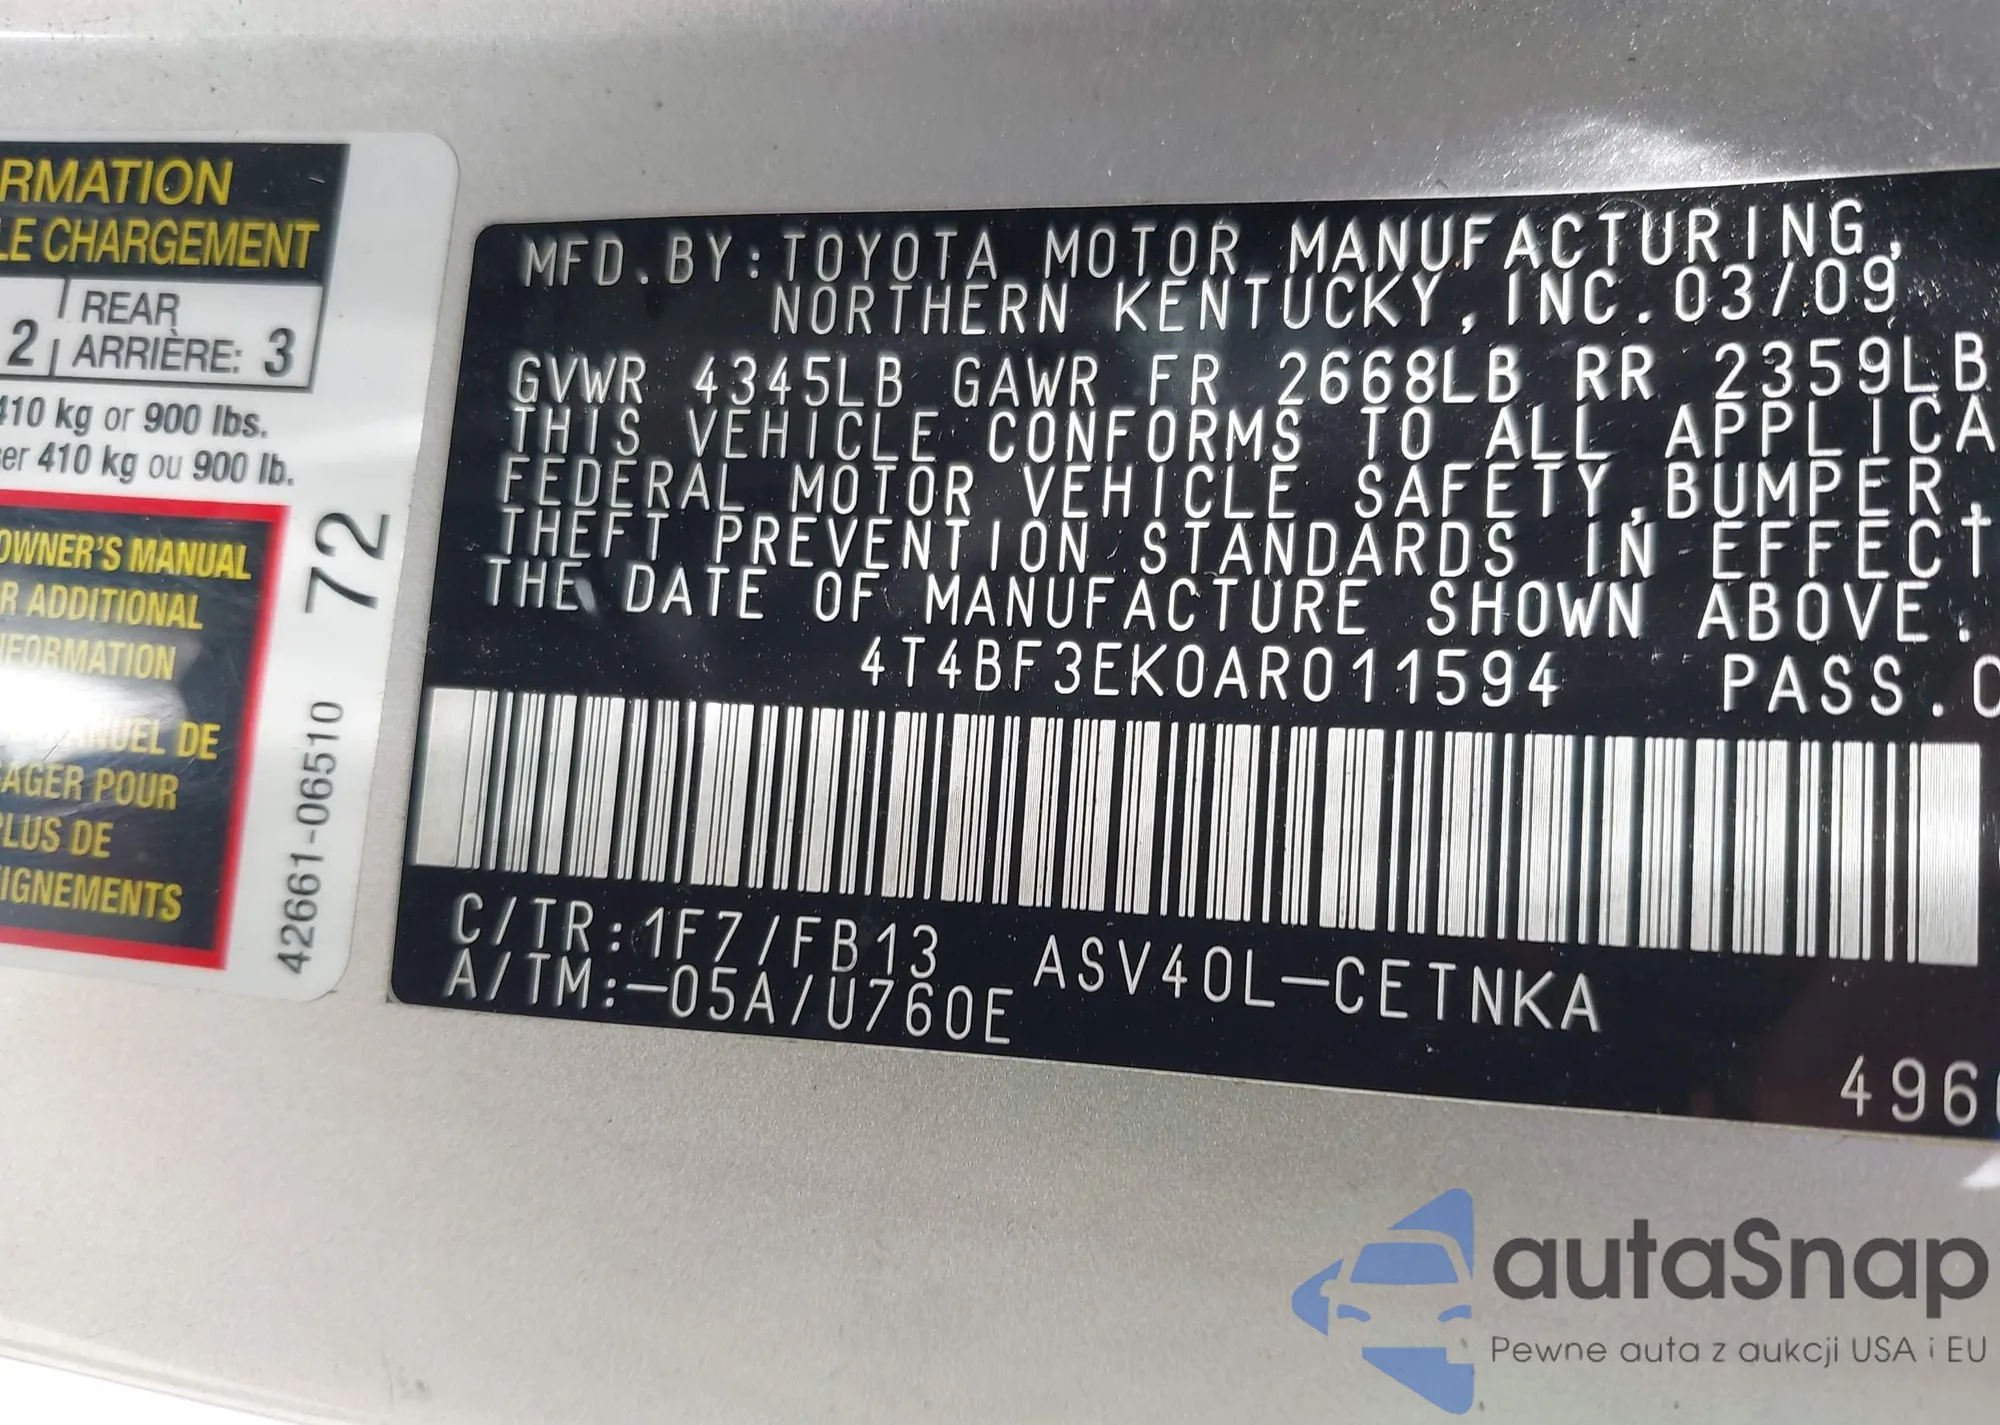 RMATION
LE CHARGEMENT
2 REAR
ARRIÈRE: 3
410 kg or 900 lbs.
er 410 kg ou 900 lb.
OWNER'S MANUAL
R ADDITIONAL
NFORMATION
MANUEL DE
AGER POUR
PLUS DE
IGNEMENTS
72
42661-06510
MFD.BY:TOYOTA MOTOR MANUFACTURING,
NORTHERN KENTUCKY, INC.03/09
GVWR 4345LB GAWR FR 2668LB RR 2359LB
THIS VEHICLE CONFORMS TO ALL APPLICA
FEDERAL MOTOR VEHICLE SAFETY,BUMPER,
THEFT PREVENTION STANDARDS IN EFFECT
THE DATE OF MANUFACTURE SHOWN ABOVE.
4T4BF3EK0AR011594 PASS.C
C/TR:1F7/FB13 ASV40L-CETNKA
A/TM:-05A/U760E
496
autaSnap
Pewne auta z aukcji USA i EU